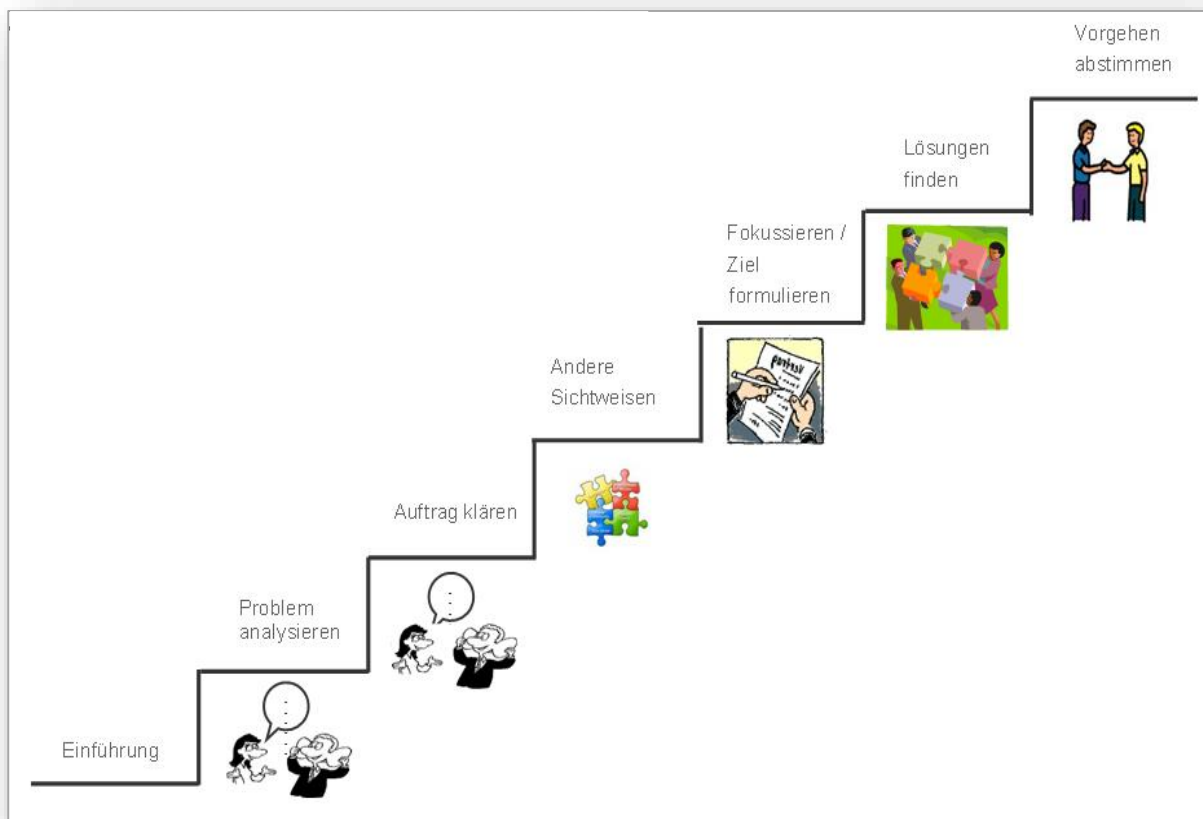 Vorgehen
abstimmen
Lösungen
finden
Fokussieren /
Ziel
formulieren
Andere
Sichtweisen
Auftrag klären
Problem
analysieren
Einführung